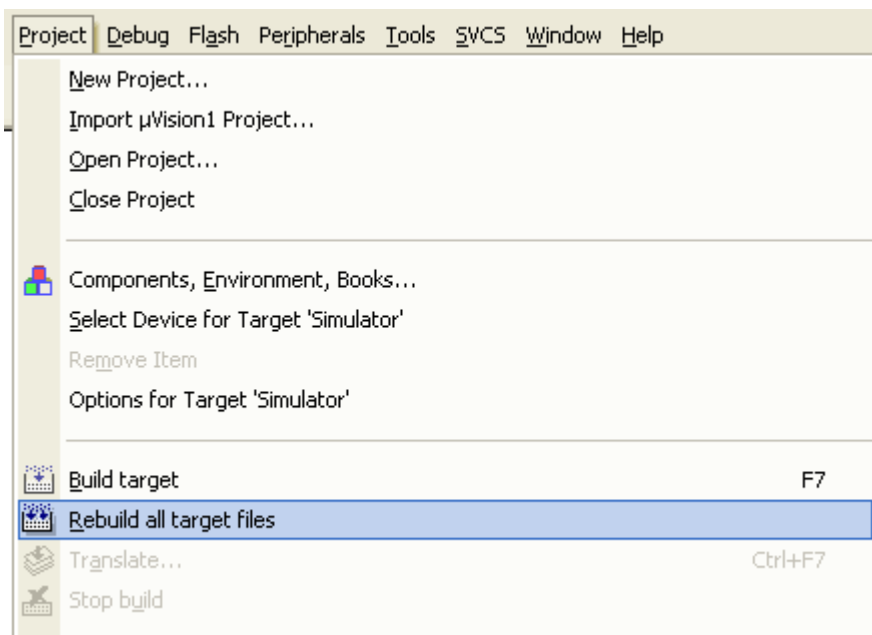 Project Debug Flash Peripherals Tools SVCS Window Help
New Project...
Import µVision1 Project...
Open Project...
Close Project
Components, Environment, Books...
Select Device for Target 'Simulator'
Remove Item
Options for Target 'Simulator'
Build target F7
Rebuild all target files
Translate... Ctrl+F7
Stop build